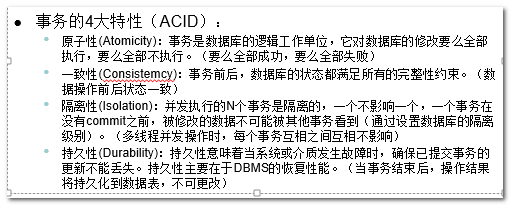 事务的4大特性（ACID）：
原子性(Atomicity)：事务是数据库的逻辑工作单位，它对数据库的修改要么全部
执行，要么全部不执行。（要么全部成功，要么全部失败）
一致性(Consistemcy)：事务前后，数据库的状态都满足所有的完整性约束。（数
据操作前后状态一致）
隔离性(Isolation)：并发执行的N个事务是隔离的，一个不影响一个，一个事务在
没有commit之前，被修改的数据不可能被其他事务看到（通过设置数据库的隔离
级别）。（多线程并发操作时，每个事务互相之间互相不影响）
持久性(Durability)：持久性意味着当系统或介质发生故障时，确保已提交事务的
更新不能丢失。持久性主要在于DBMS的恢复性能。（当事务结束后，操作结果
将持久化到数据表，不可更改）